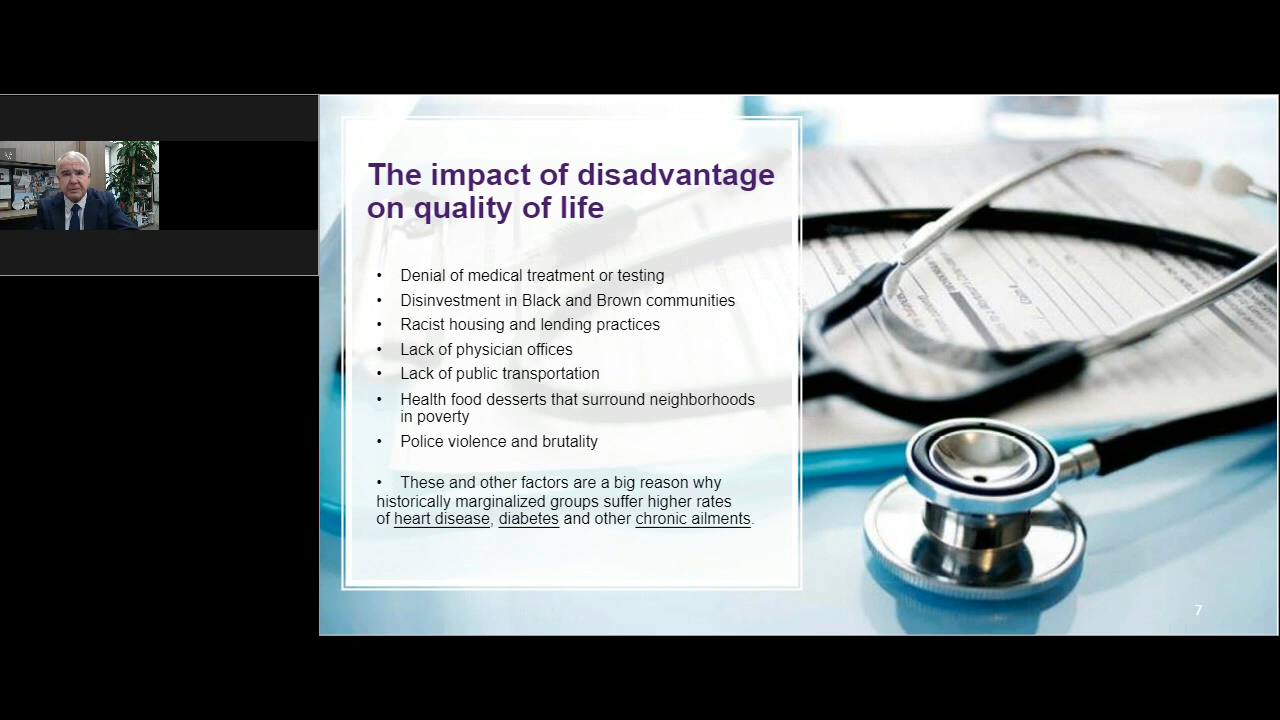 The impact of disadvantage
on quality of life
• Denial of medical treatment or testing
• Disinvestment in Black and Brown communities
• Racist housing and lending practices
• Lack of physician offices
• Lack of public transportation
• Health food desserts that surround neighborhoods
in poverty
• Police violence and brutality
• These and other factors are a big reason why
historically marginalized groups suffer higher rates
of heart disease, diabetes and other chronic ailments.
7